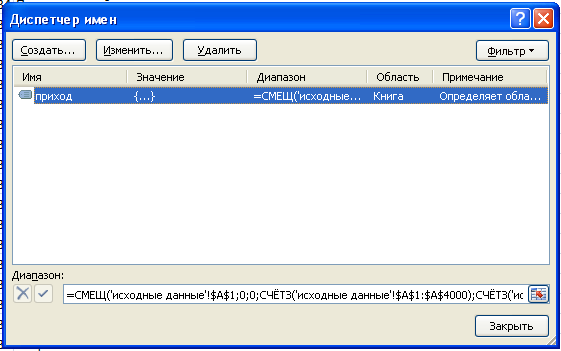 Диспетчер имен
Создать... Изменить... Удалить Фильтр
Имя Значение Диапазон Область Примечание
приход {...} =СМЕЩ('исходные... Книга Определяет обла...
Диапазон:
=СМЕЩ('исходные данные'!$A$1;0;0;СЧЁТЗ('исходные данные'!$A$1:$A$4000);СЧЁТЗ('ис
Закрыть